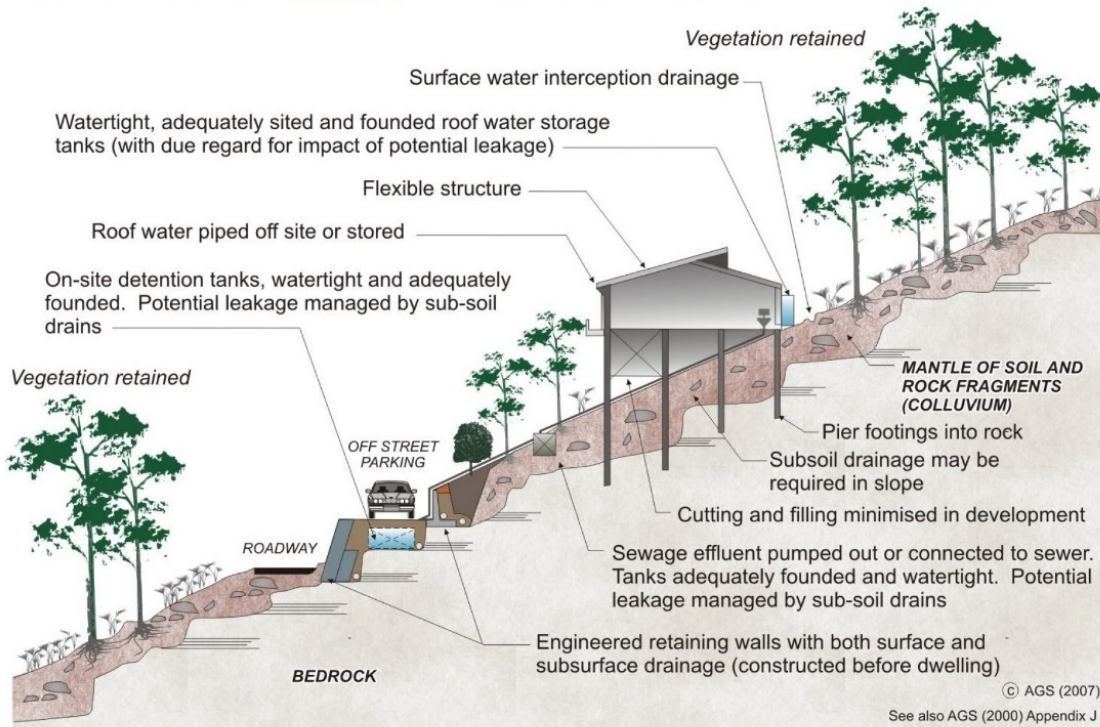 Vegetation retained
Surface water interception drainage
Watertight, adequately sited and founded roof water storage
tanks (with due regard for impact of potential leakage)
Flexible structure
Roof water piped off site or stored
On-site detention tanks, watertight and adequately
founded.  Potential leakage managed by sub-soil
drains
Vegetation retained
MANTLE OF SOIL AND
ROCK FRAGMENTS
(COLLUVIUM)
Pier footings into rock
OFF STREET
PARKING
Subsoil drainage may be
required in slope
Cutting and filling minimised in development
ROADWAY
Sewage effluent pumped out or connected to sewer.
Tanks adequately founded and watertight.  Potential
leakage managed by sub-soil drains
Engineered retaining walls with both surface and
subsurface drainage (constructed before dwelling)
BEDROCK
© AGS (2007)
See also AGS (2000) Appendix J